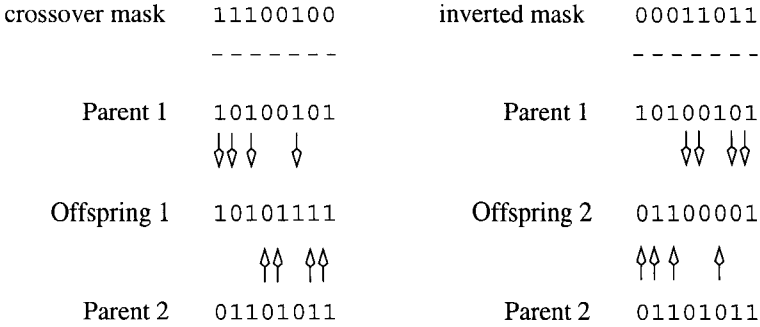 crossover mask 11100100 inverted mask 00011011
- - - - - - - - - - - - - -
Parent 1 10100101 Parent 1 10100101
Offspring 1 10101111 Offspring 2 01100001
Parent 2 01101011 Parent 2 01101011